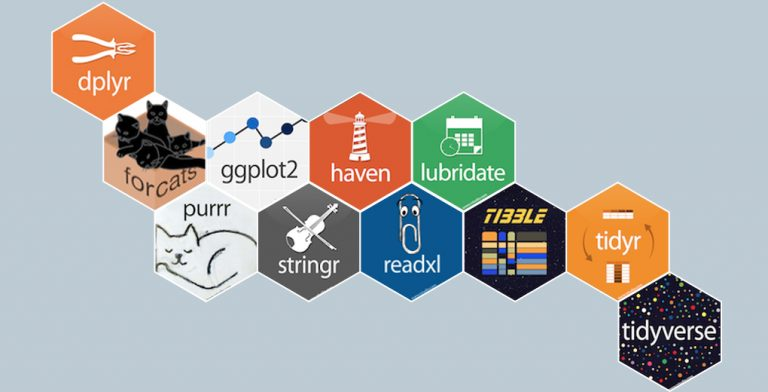 dplyr
forcats
ggplot2
haven
lubridate
purrr
stringr
readxl
TIBBLE
tidyr
tidyverse